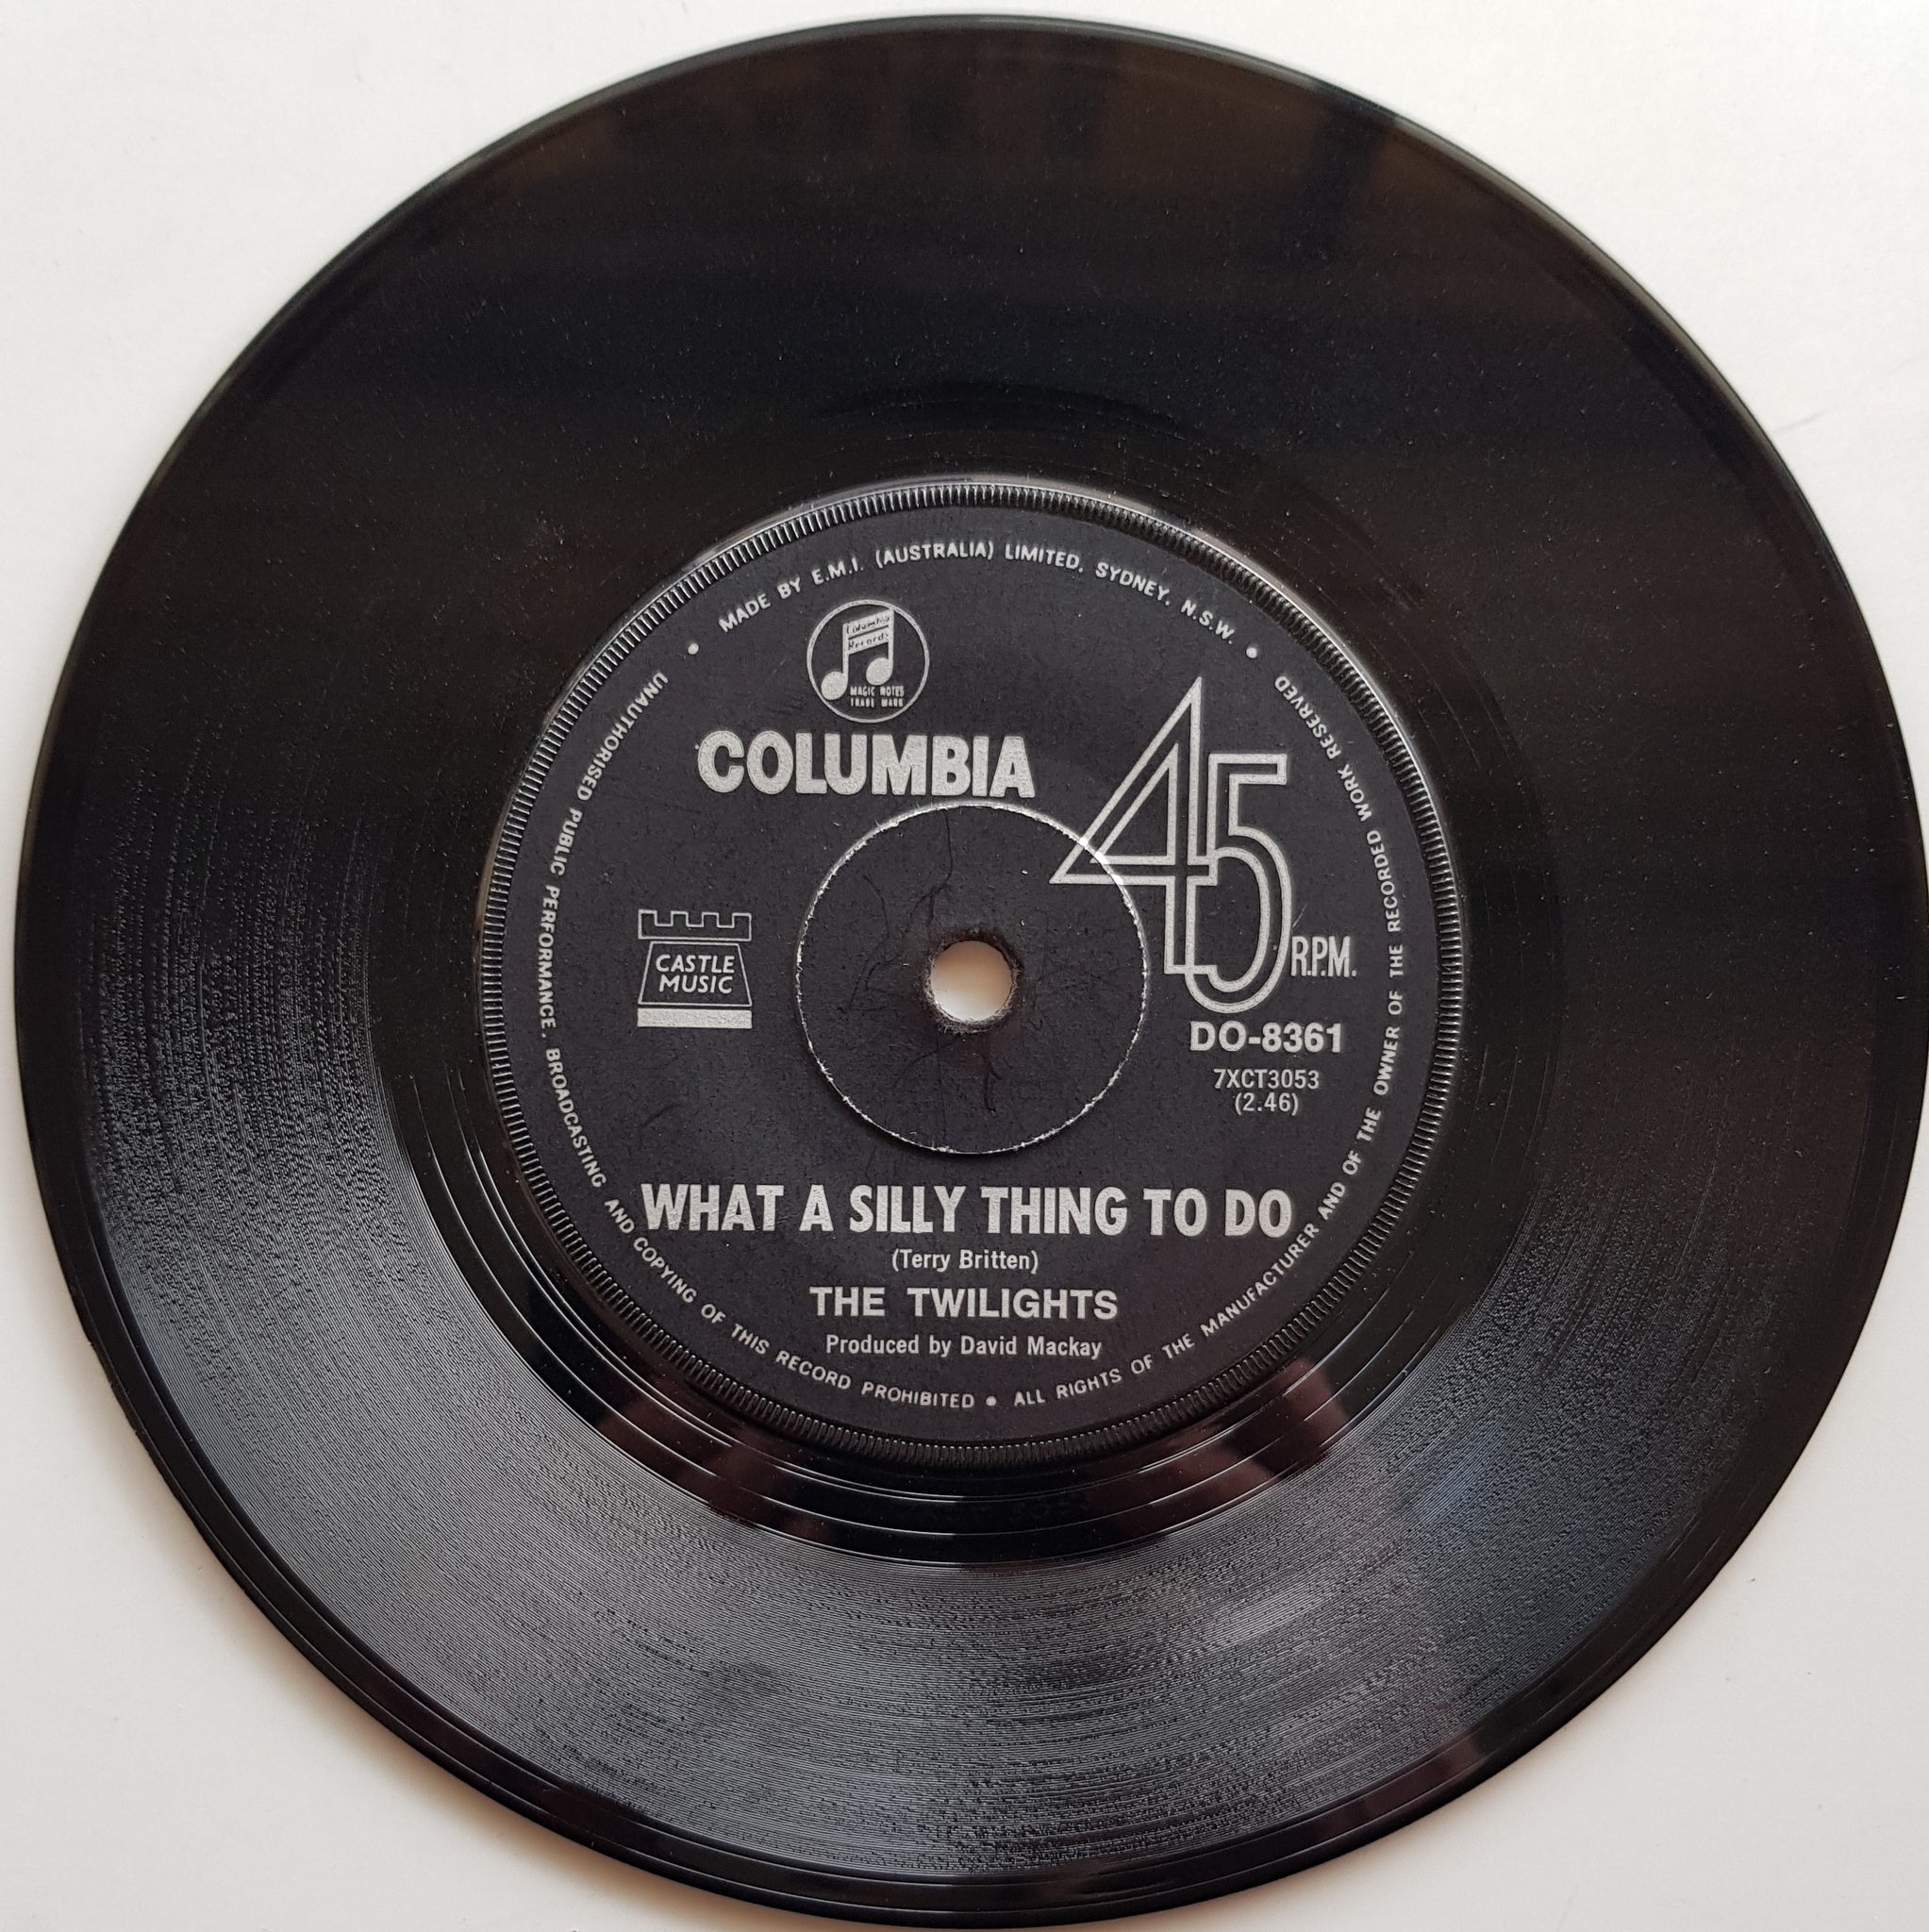 MADE BY E.M.I. (AUSTRALIA) LIMITED, SYDNEY, N.S.W.
Columbia
Records
MAGIC NOTES
TRADE MARK
COLUMBIA
45
R.P.M.
CASTLE
MUSIC
DO-8361
7XCT3053
(2.46)
WHAT A SILLY THING TO DO
(Terry Britten)
THE TWILIGHTS
Produced by David Mackay
UNAUTHORISED PUBLIC PERFORMANCE, BROADCASTING AND COPYING OF THIS RECORD PROHIBITED • ALL RIGHTS OF THE MANUFACTURER AND OF THE OWNER OF THE RECORDED WORK RESERVED